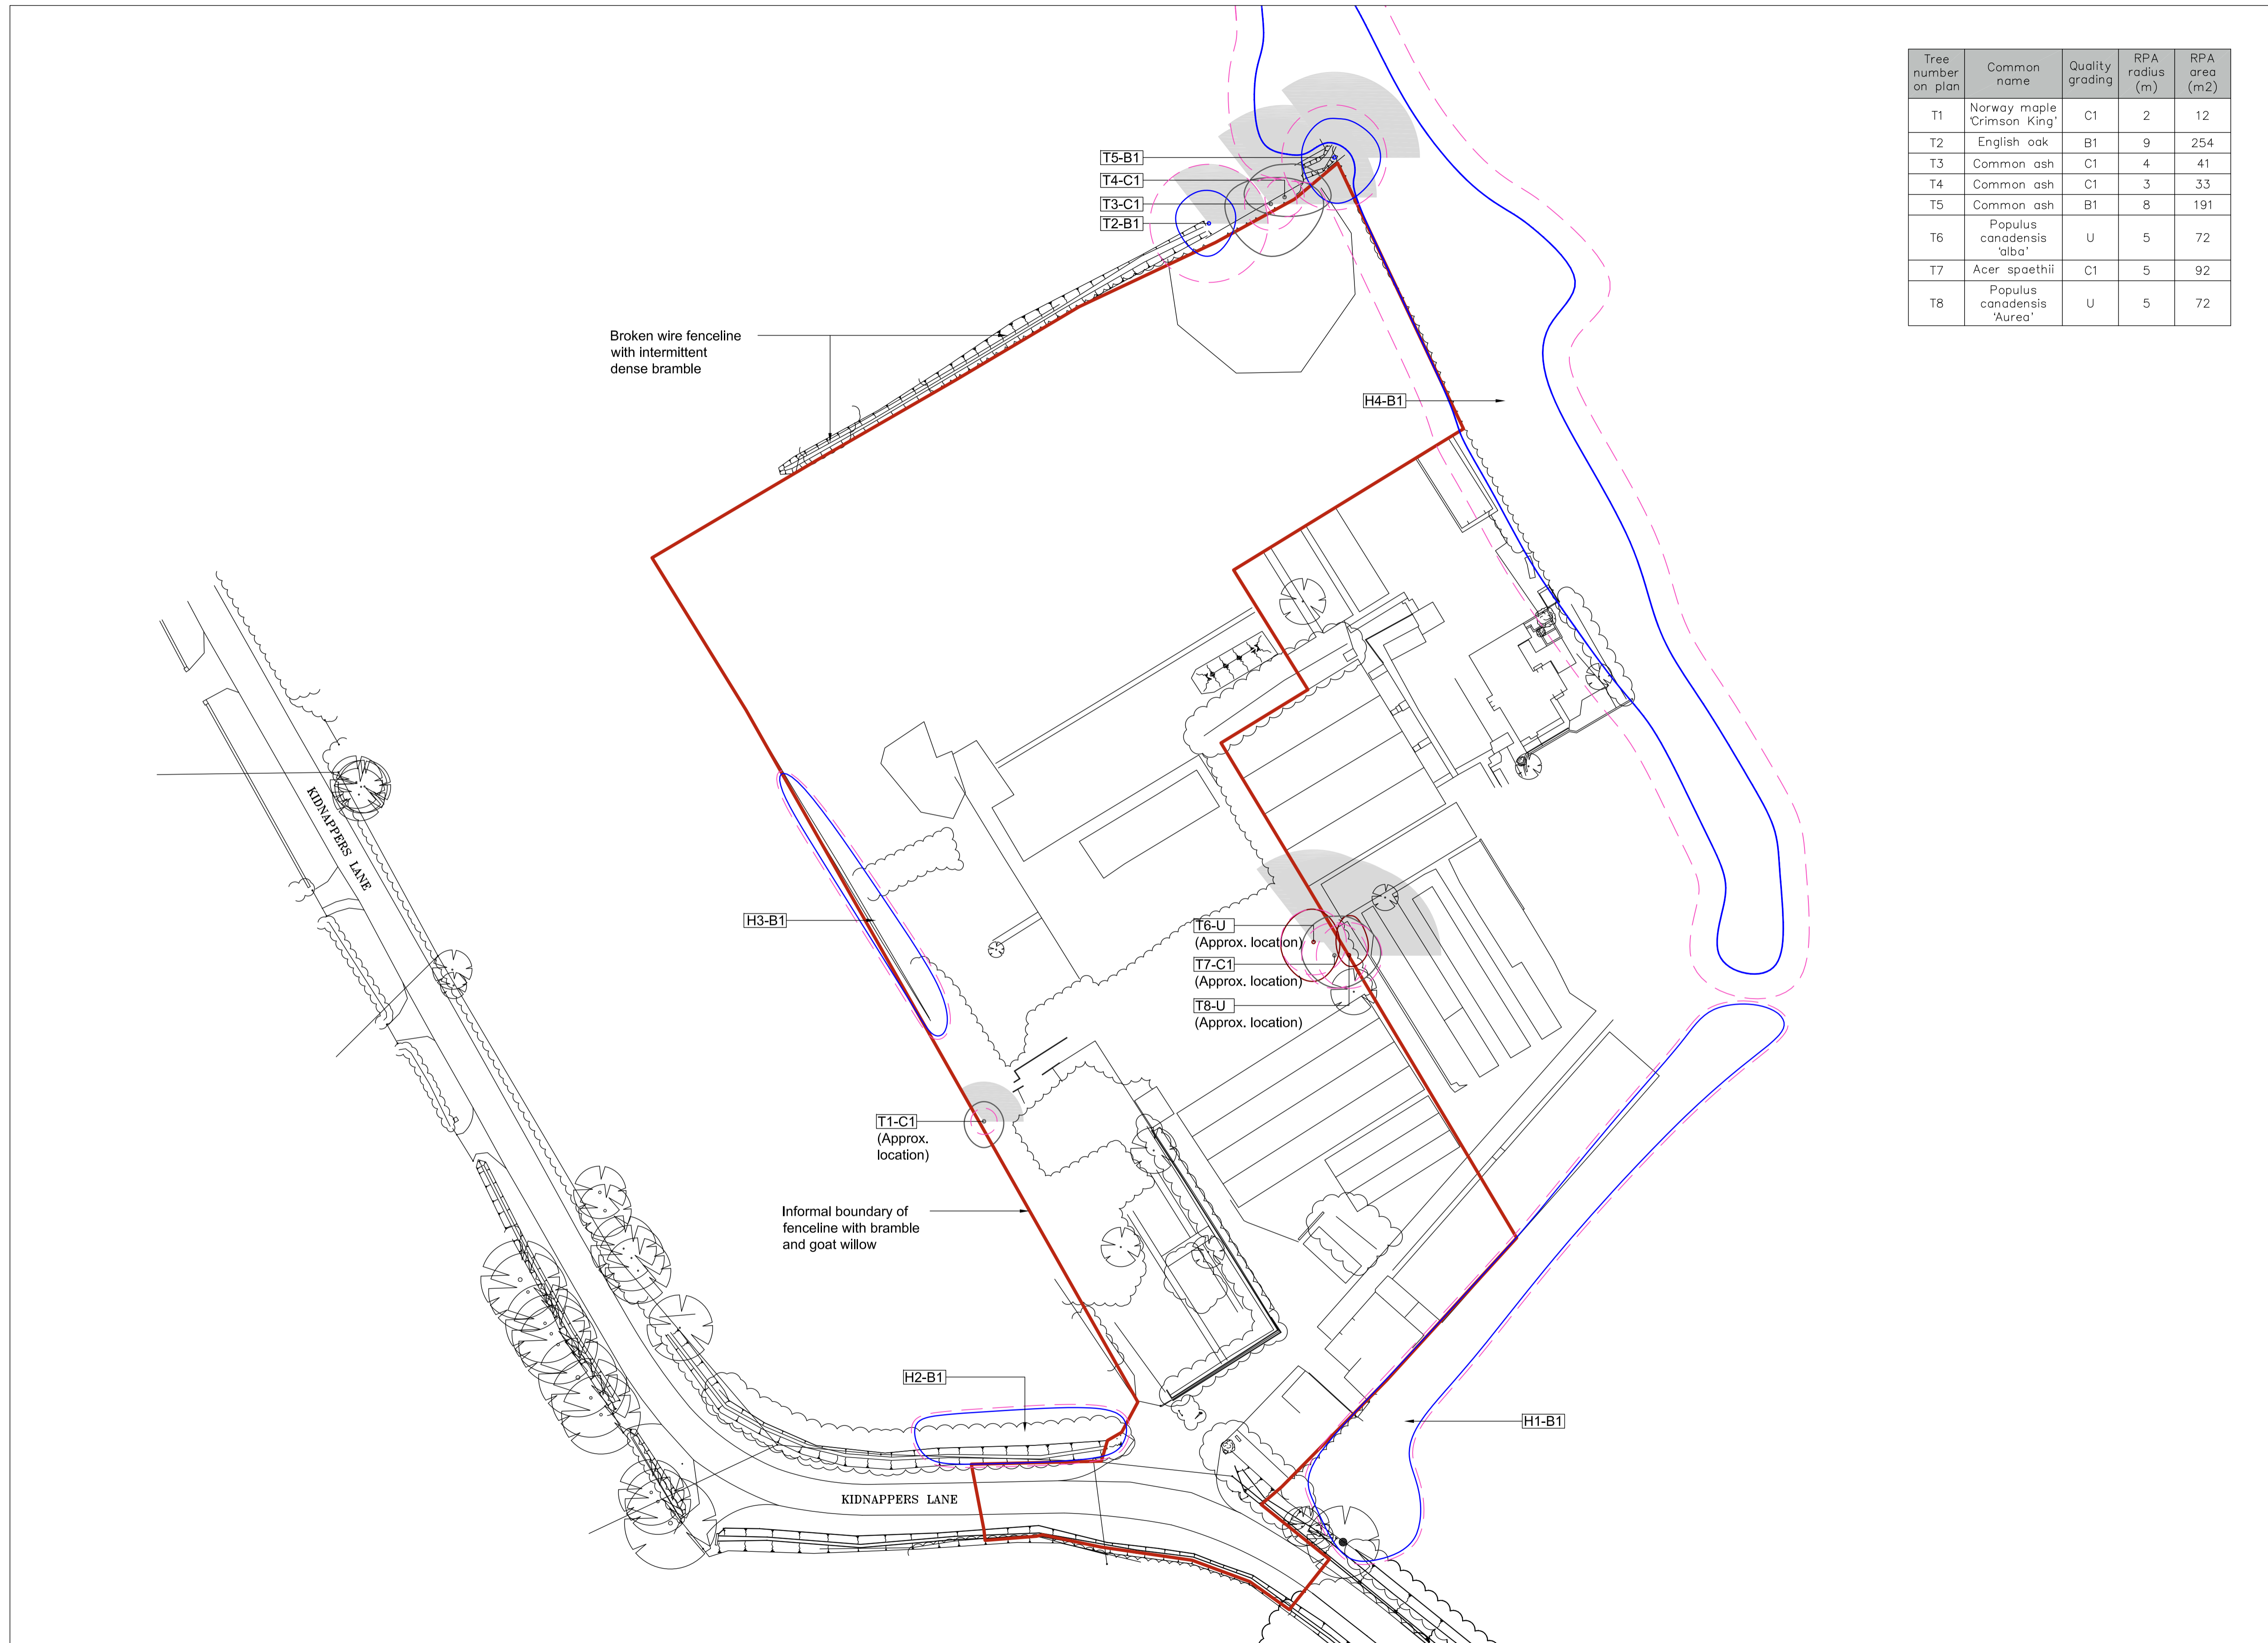 Tree
number
on plan
Common
name
Quality
grading
RPA
radius
(m)
RPA
area
(m2)
T1
Norway maple
'Crimson King'
C1
2
12
T2
English oak
B1
9
254
T3
Common ash
C1
4
41
T4
Common ash
C1
3
33
T5
Common ash
B1
8
191
T6
Populus
canadensis
'alba'
U
5
72
T7
Acer spaethii
C1
5
92
T8
Populus
canadensis
'Aurea'
U
5
72
T5-B1
T4-C1
T3-C1
T2-B1
Broken wire fenceline
with intermittent
dense bramble
H4-B1
KIDNAPPERS LANE
H3-B1
T6-U
(Approx. location)
T7-C1
(Approx. location)
T8-U
(Approx. location)
T1-C1
(Approx.
location)
Informal boundary of
fenceline with bramble
and goat willow
H2-B1
H1-B1
KIDNAPPERS LANE